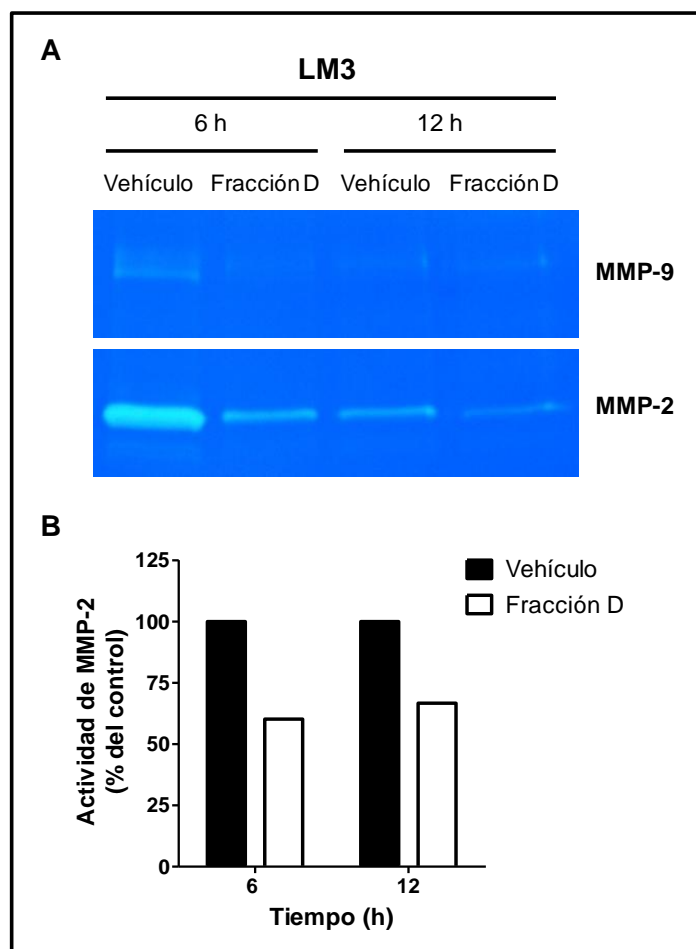 A
LM3
6 h 12 h
Vehículo Fracción D Vehículo Fracción D
MMP-9
MMP-2
B
Actividad de MMP-2
(% del control)
125
100
75
50
25
0
6 12
Tiempo (h)
Vehículo
Fracción D